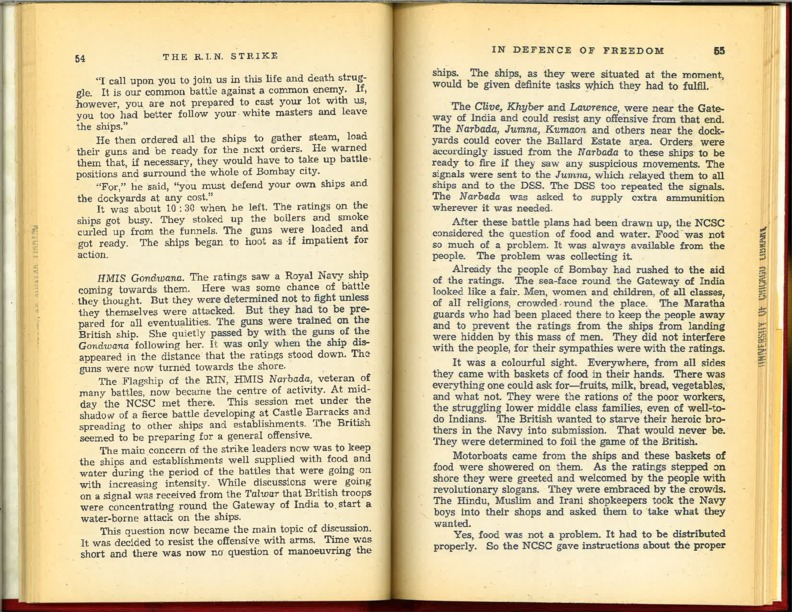 54 THE R.I.N. STRIKE
"I call upon you to join us in this life and death strug-
gle. It is our common battle against a common enemy. If,
however, you are not prepared to cast your lot with us,
you too had better follow your white masters and leave
the ships."
He then ordered all the ships to gather steam, load
their guns and be ready for the next orders. He warned
them that, if necessary, they would have to take up battle-
positions and surround the whole of Bombay city.
"For," he said, "you must defend your own ships and
the dockyards at any cost."
It was about 10:30 when he left. The ratings on the
ships got busy. They stoked up the boilers and smoke
curled up from the funnels. The guns were loaded and
got ready. The ships began to hoot as if impatient for
action.
HMIS Gondwana. The ratings saw a Royal Navy ship
coming towards them. Here was some chance of battle
they thought. But they were determined not to fight unless
they themselves were attacked. But they had to be pre-
pared for all eventualities. The guns were trained on the
British ship. She quietly passed by with the guns of the
Gondwana following her. It was only when the ship dis-
appeared in the distance that the ratings stood down. The
guns were now turned towards the shore.
The Flagship of the RIN, HMIS Narbada, veteran of
many battles, now became the centre of activity. At mid-
day the NCSC met there. This session met under the
shadow of a fierce battle developing at Castle Barracks and
spreading to other ships and establishments. The British
seemed to be preparing for a general offensive.
The main concern of the strike leaders now was to keep
the ships and establishments well supplied with food and
water during the period of the battles that were going on
with increasing intensity. While discussions were going
on a signal was received from the Talwar that British troops
were concentrating round the Gateway of India to start a
water-borne attack on the ships.
This question now became the main topic of discussion.
It was decided to resist the offensive with arms. Time was
short and there was now no question of manoeuvring the
IN DEFENCE OF FREEDOM 55
ships. The ships, as they were situated at the moment,
would be given definite tasks which they had to fulfil.
The Clive, Khyber and Lawrence, were near the Gate-
way of India and could resist any offensive from that end.
The Narbada, Jumna, Kumaon and others near the dock-
yards could cover the Ballard Estate area. Orders were
accordingly issued from the Narbada to these ships to be
ready to fire if they saw any suspicious movements. The
signals were sent to the Jumna, which relayed them to all
ships and to the DSS. The DSS too repeated the signals.
The Narbada was asked to supply extra ammunition
wherever it was needed.
After these battle plans had been drawn up, the NCSC
considered the question of food and water. Food was not
so much of a problem. It was always available from the
people. The problem was collecting it.
Already the people of Bombay had rushed to the aid
of the ratings. The sea-face round the Gateway of India
looked like a fair. Men, women and children, of all classes,
of all religions, crowded round the place. The Maratha
guards who had been placed there to keep the people away
and to prevent the ratings from the ships from landing
were hidden by this mass of men. They did not interfere
with the people, for their sympathies were with the ratings.
It was a colourful sight. Everywhere, from all sides
they came with baskets of food in their hands. There was
everything one could ask for—fruits, milk, bread, vegetables,
and what not. They were the rations of the poor workers,
the struggling lower middle class families, even of well-to-
do Indians. The British wanted to starve their heroic bro-
thers in the Navy into submission. That would never be.
They were determined to foil the game of the British.
Motorboats came from the ships and these baskets of
food were showered on them. As the ratings stepped on
shore they were greeted and welcomed by the people with
revolutionary slogans. They were embraced by the crowds.
The Hindu, Muslim and Irani shopkeepers took the Navy
boys into their shops and asked them to take what they
wanted.
Yes, food was not a problem. It had to be distributed
properly. So the NCSC gave instructions about the proper
UNIVERSITY OF CHICAGO LIBRARY